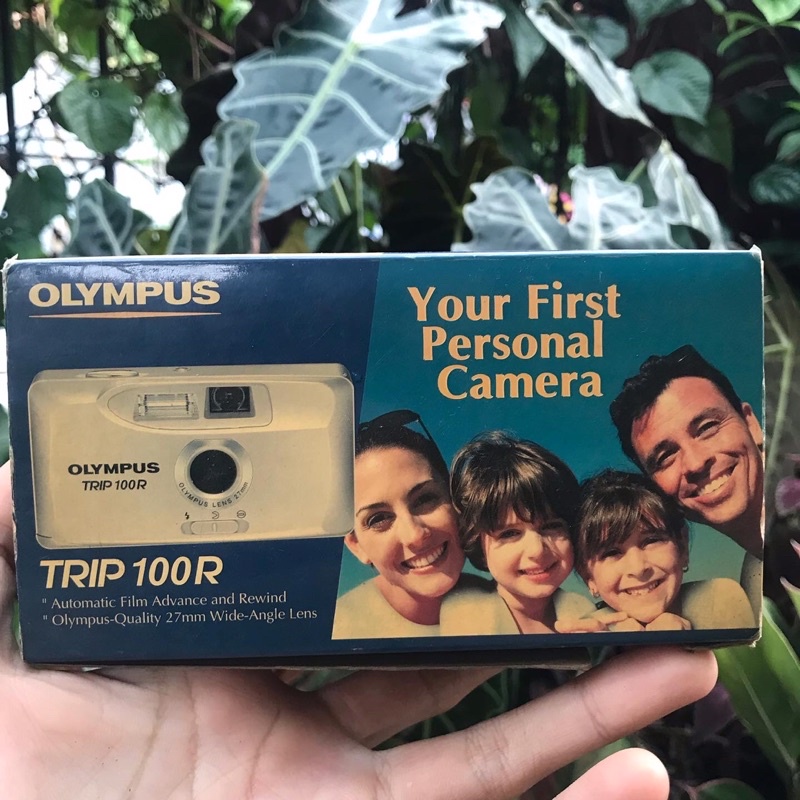 OLYMPUS
Your First
Personal
Camera
OLYMPUS
TRIP 100R
OLYMPUS LENS 27mm
TRIP 100R
" Automatic Film Advance and Rewind
" Olympus-Quality 27mm Wide-Angle Lens